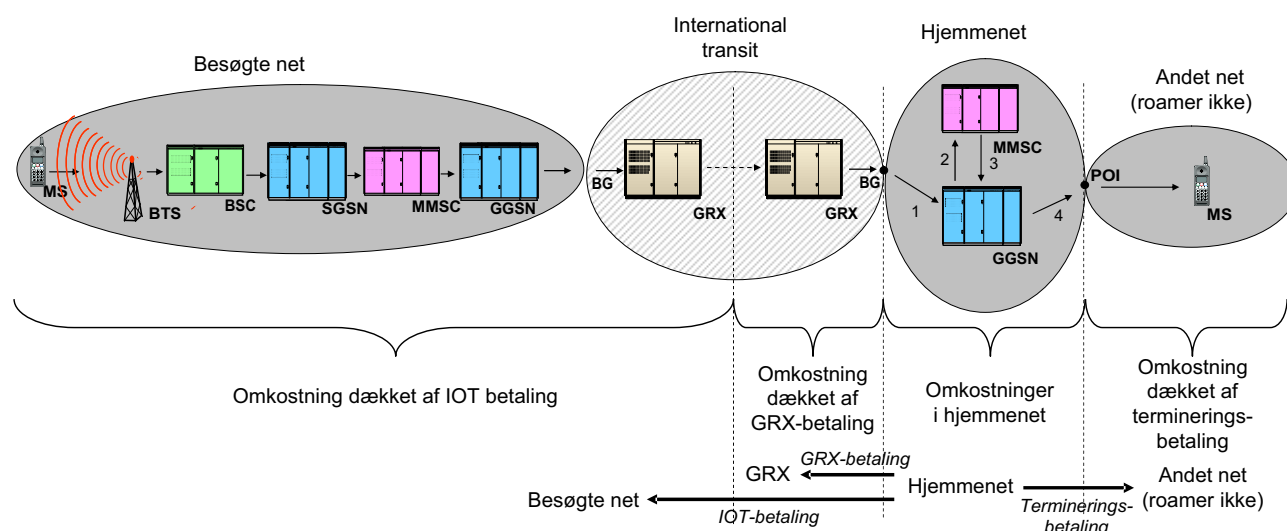 International
transit
Hjemmenet
Besøgte net
Andet net
(roamer ikke)
MS
BTS
BSC
SGSN
MMSC
GGSN
BG
GRX
GRX
BG
MMSC
2
3
1
4
GGSN
POI
MS
Omkostning dækket af IOT betaling
Omkostning
dækket af
GRX-betaling
Omkostninger
i hjemmenet
Omkostning
dækket af
terminerings-
betaling
GRX
GRX-betaling
Hjemmenet
Andet net
(roamer ikke)
Besøgte net
IOT-betaling
Terminerings-
betaling